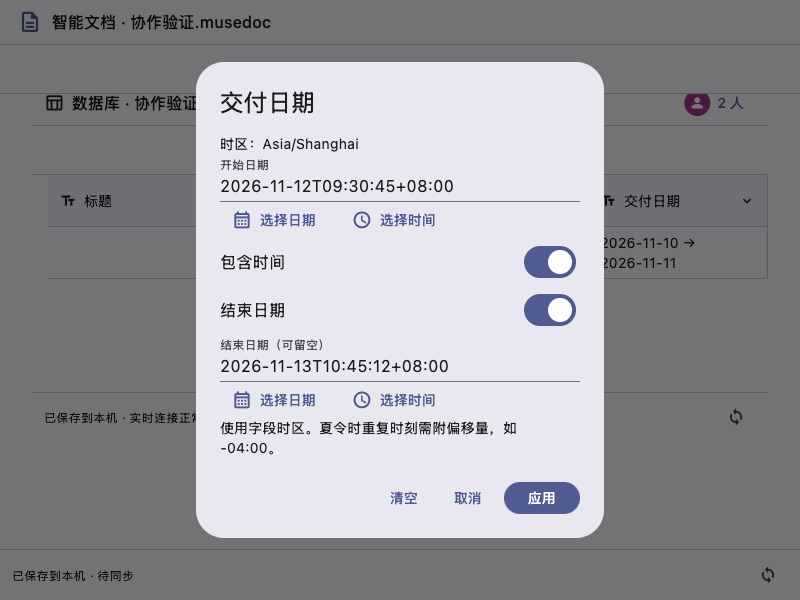 智能文档 · 协作验证.musedoc
数据库 · 协作验证
2 人
交付日期
时区：Asia/Shanghai
开始日期
2026-11-12T09:30:45+08:00
选择日期 选择时间
Tт 标题
Tт 交付日期
包含时间
2026-11-10 →
2026-11-11
结束日期
结束日期（可留空）
2026-11-13T10:45:12+08:00
选择日期 选择时间
使用字段时区。夏令时重复时刻需附偏移量，如
-04:00。
已保存到本机 · 实时连接正常
清空 取消 应用
已保存到本机 · 待同步